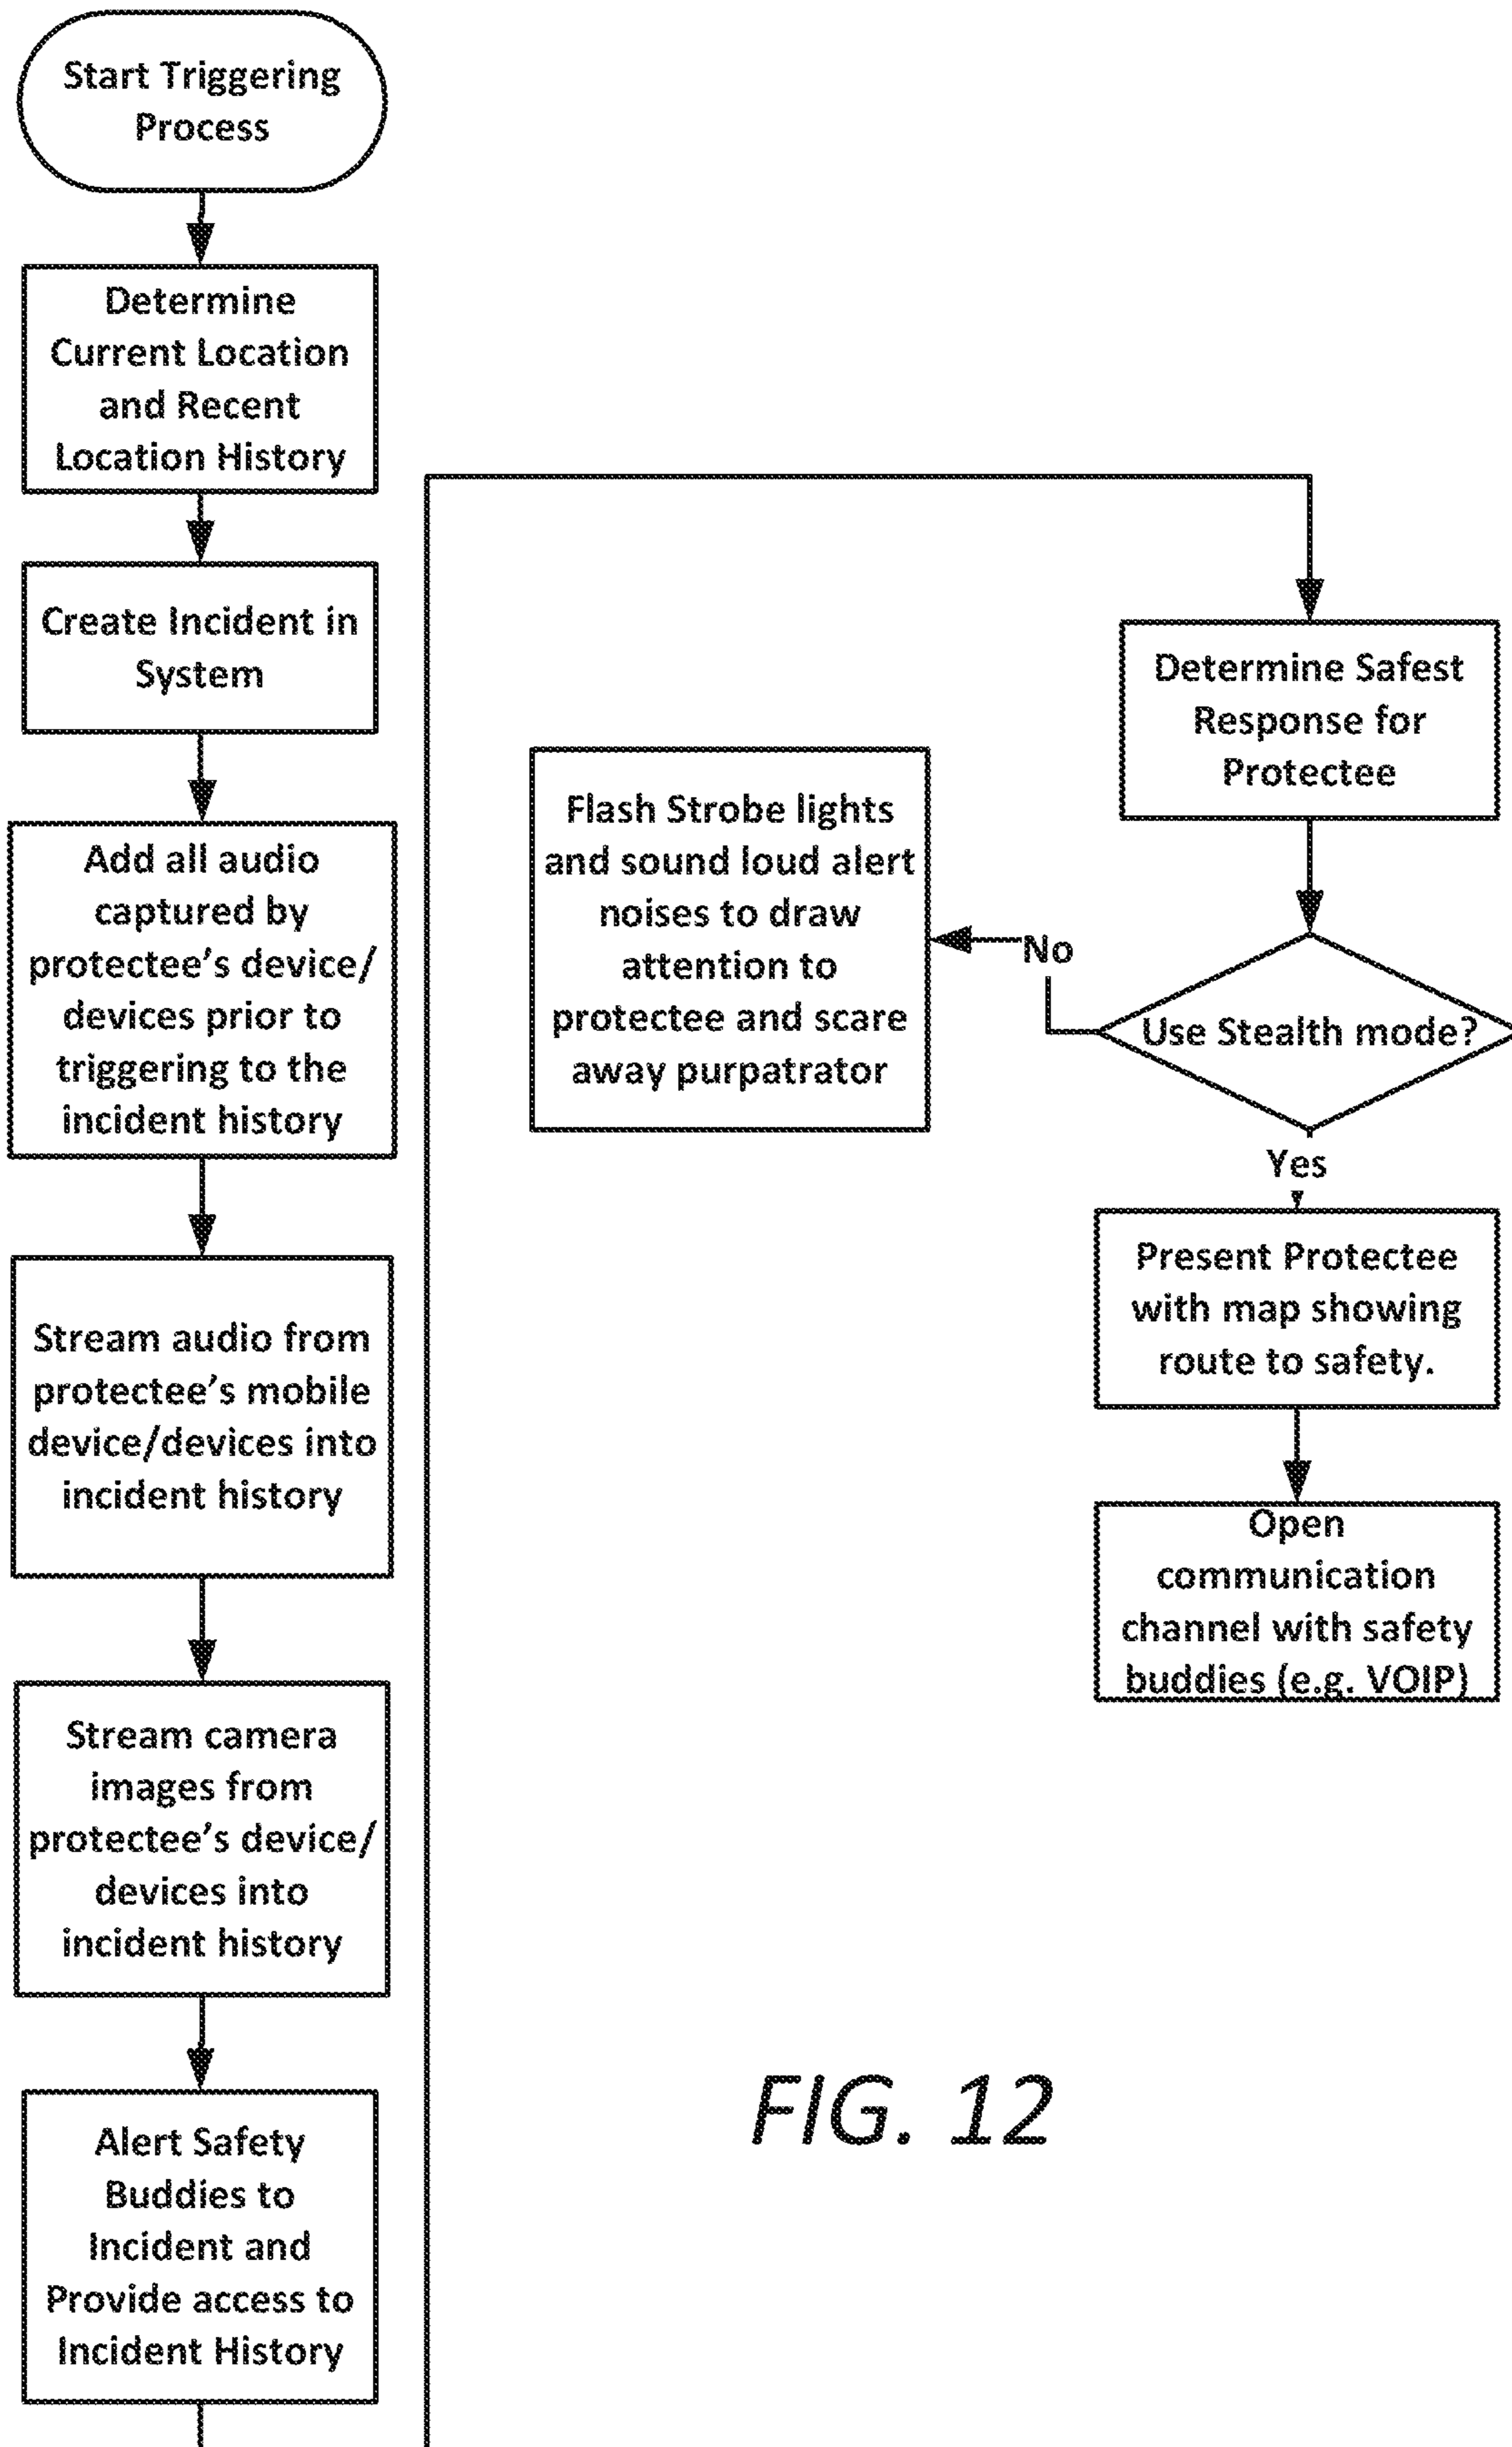 Start Triggering
Process
Determine
Current Location
and Recent
Location History
Create Incident in
System
Add all audio
captured by
protectee's device/
devices prior to
triggering to the
incident history
Stream audio from
protectee's mobile
device/devices into
incident history
Stream camera
images from
protectee's device/
devices into
incident history
Alert Safety
Buddies to
Incident and
Provide access to
Incident History
Determine Safest
Response for
Protectee
Use Stealth mode?
No
Flash Strobe lights
and sound loud alert
noises to draw
attention to
protectee and scare
away purpatrator
Yes
Present Protectee
with map showing
route to safety.
Open
communication
channel with safety
buddies (e.g. VOIP)
FIG. 12